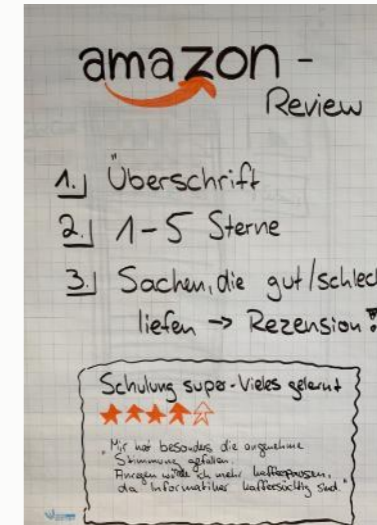 amazon -
Review
1.) Überschrift
2.) 1-5 Sterne
3.) Sachen, die gut/schlec
liefen -> Rezension!
Schulung super - Vieles gelernt
"Mir hat besonders die angenehme
Stimmung gefallen.
Anregen würde ich mehr Kaffeepausen,
da Informatiker kaffeesüchtig sind."